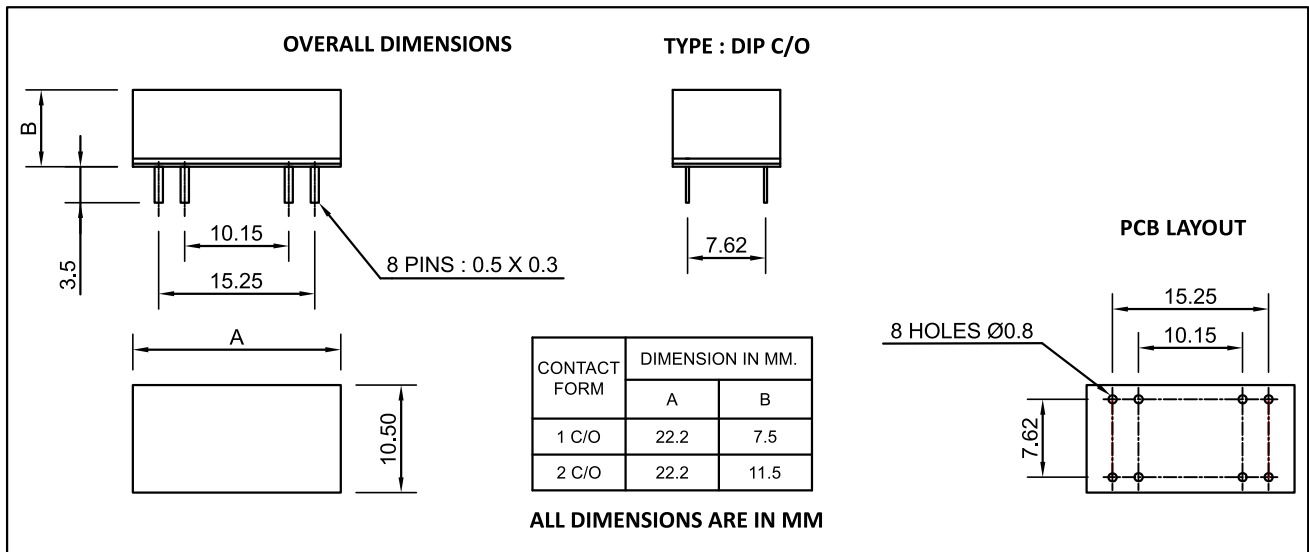 OVERALL DIMENSIONS
TYPE : DIP C/O
B
3.5
10.15
15.25
8 PINS : 0.5 X 0.3
7.62
PCB LAYOUT
15.25
10.15
8 HOLES Ø0.8
7.62
A
10.50
CONTACT FORM
DIMENSION IN MM.
A B
1 C/O 22.2 7.5
2 C/O 22.2 11.5
ALL DIMENSIONS ARE IN MM